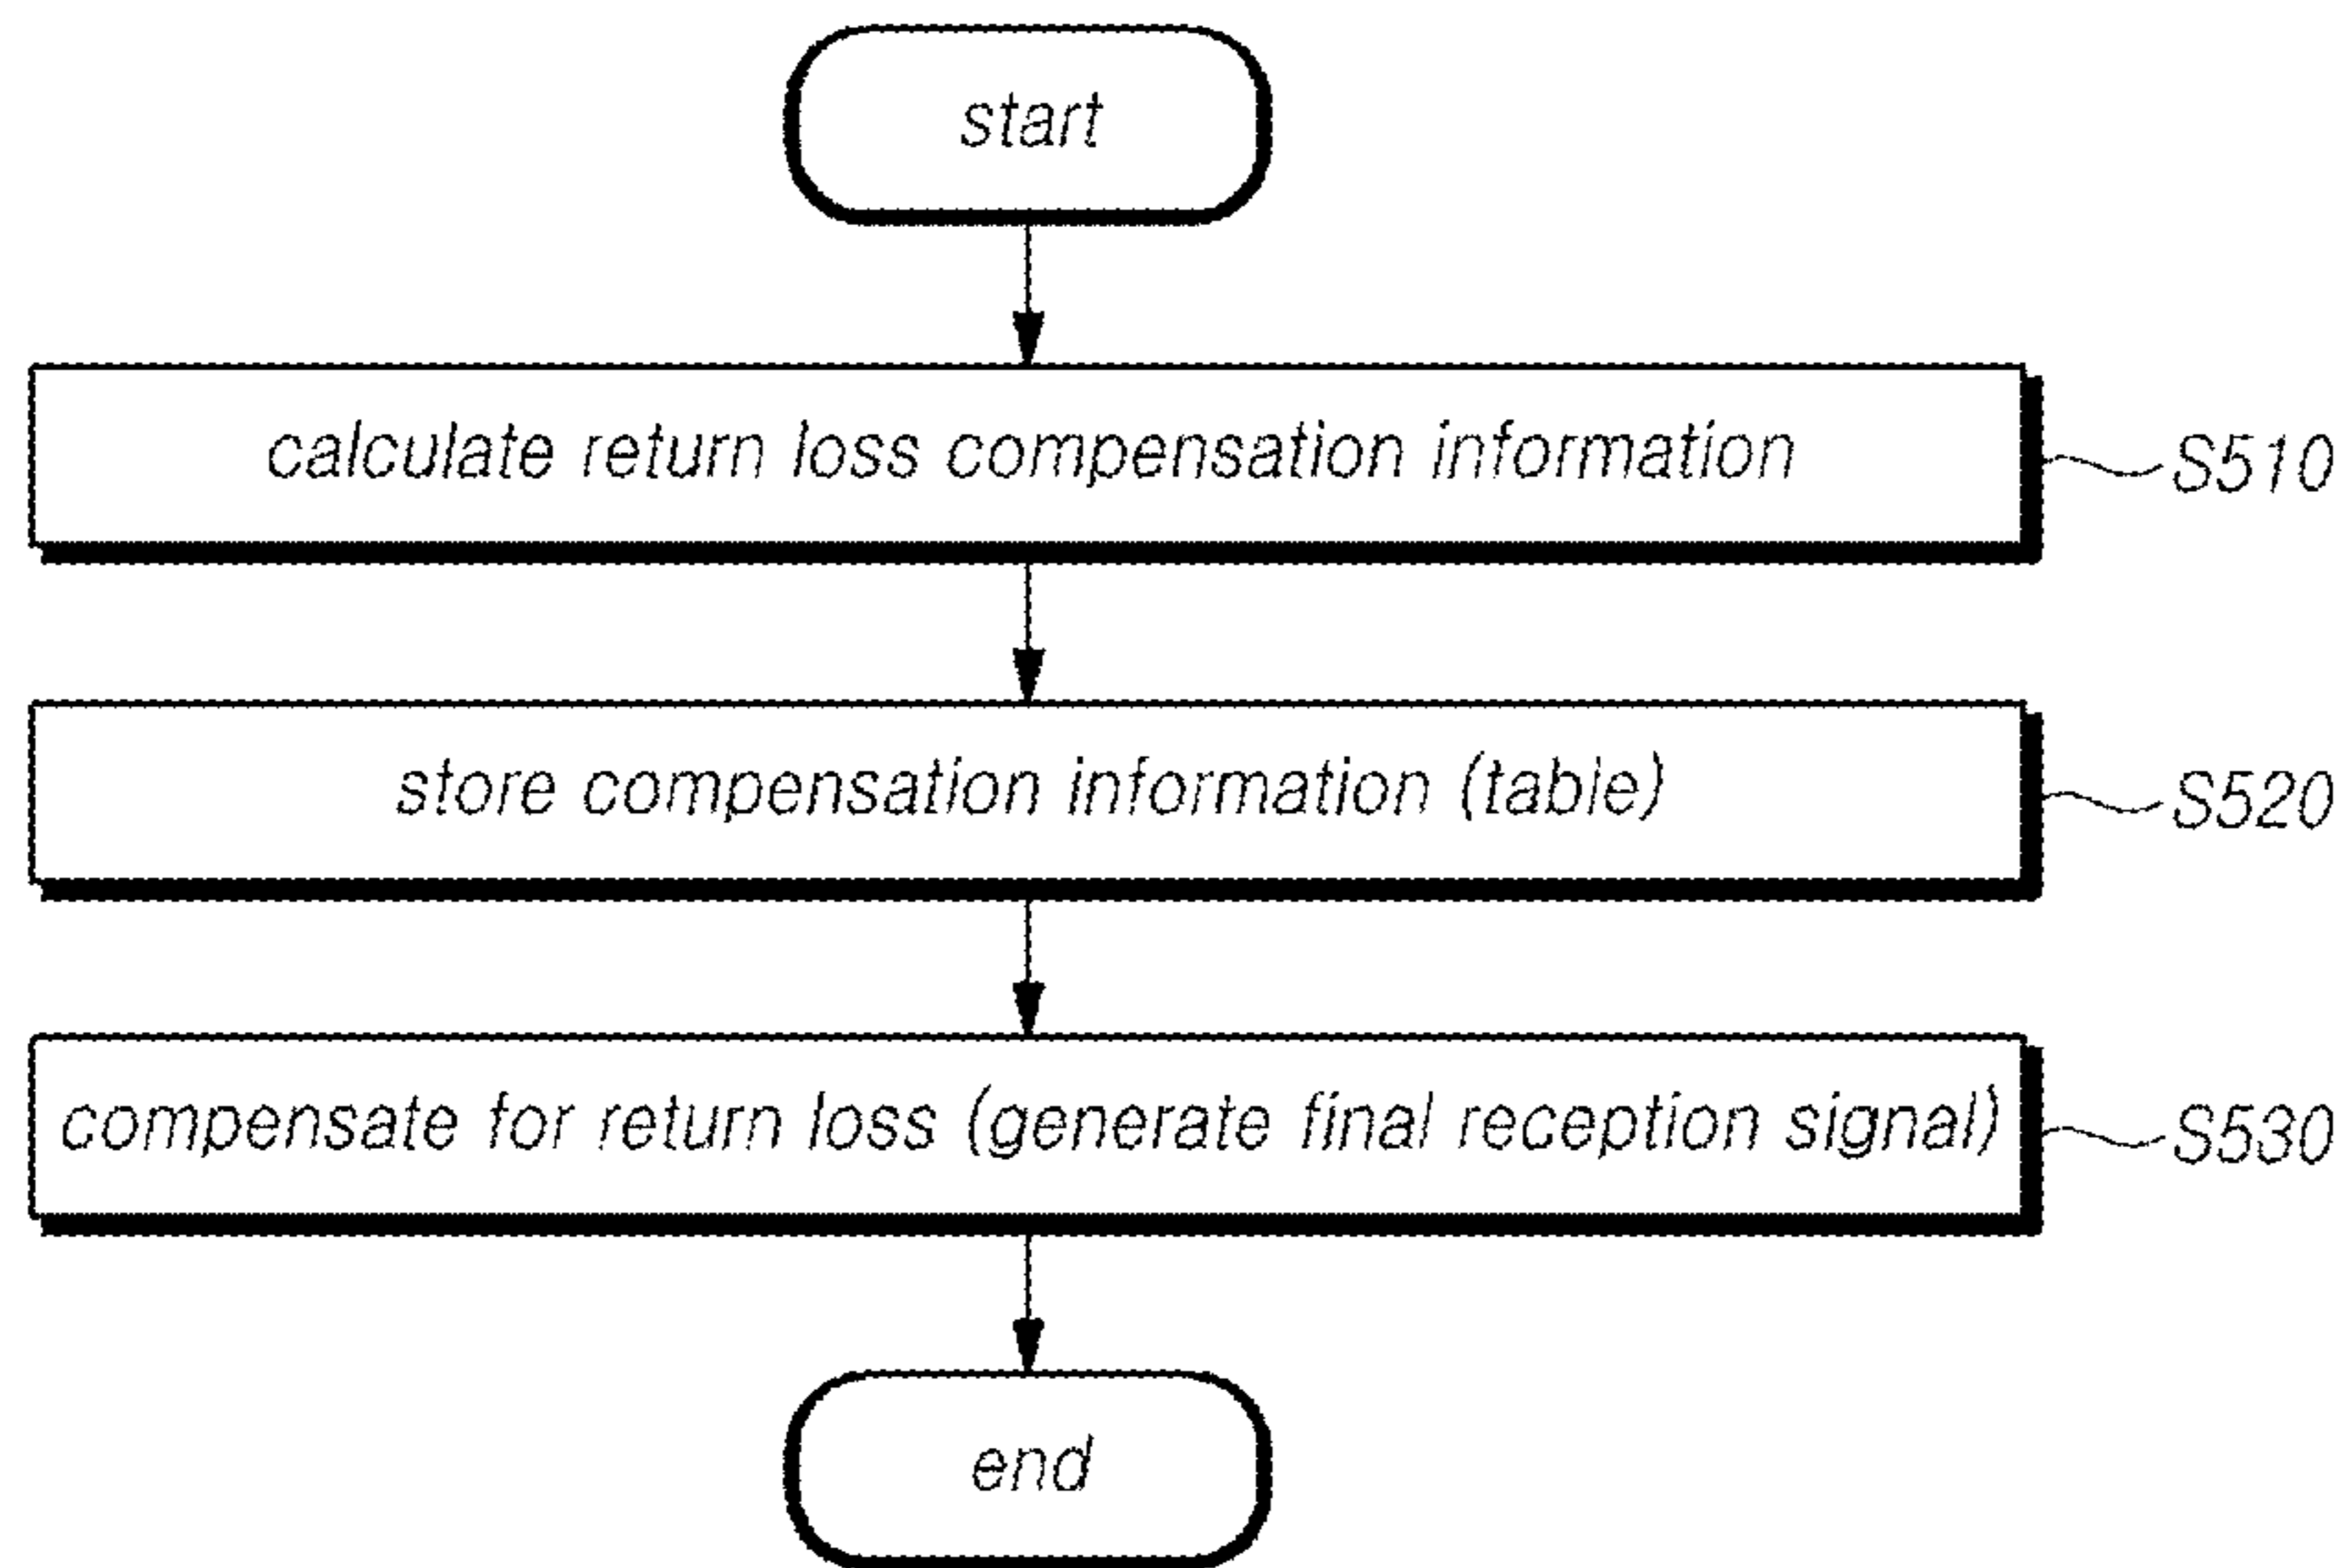 start
calculate return loss compensation information
S510
store compensation information (table)
S520
compensate for return loss (generate final reception signal)
S530
end